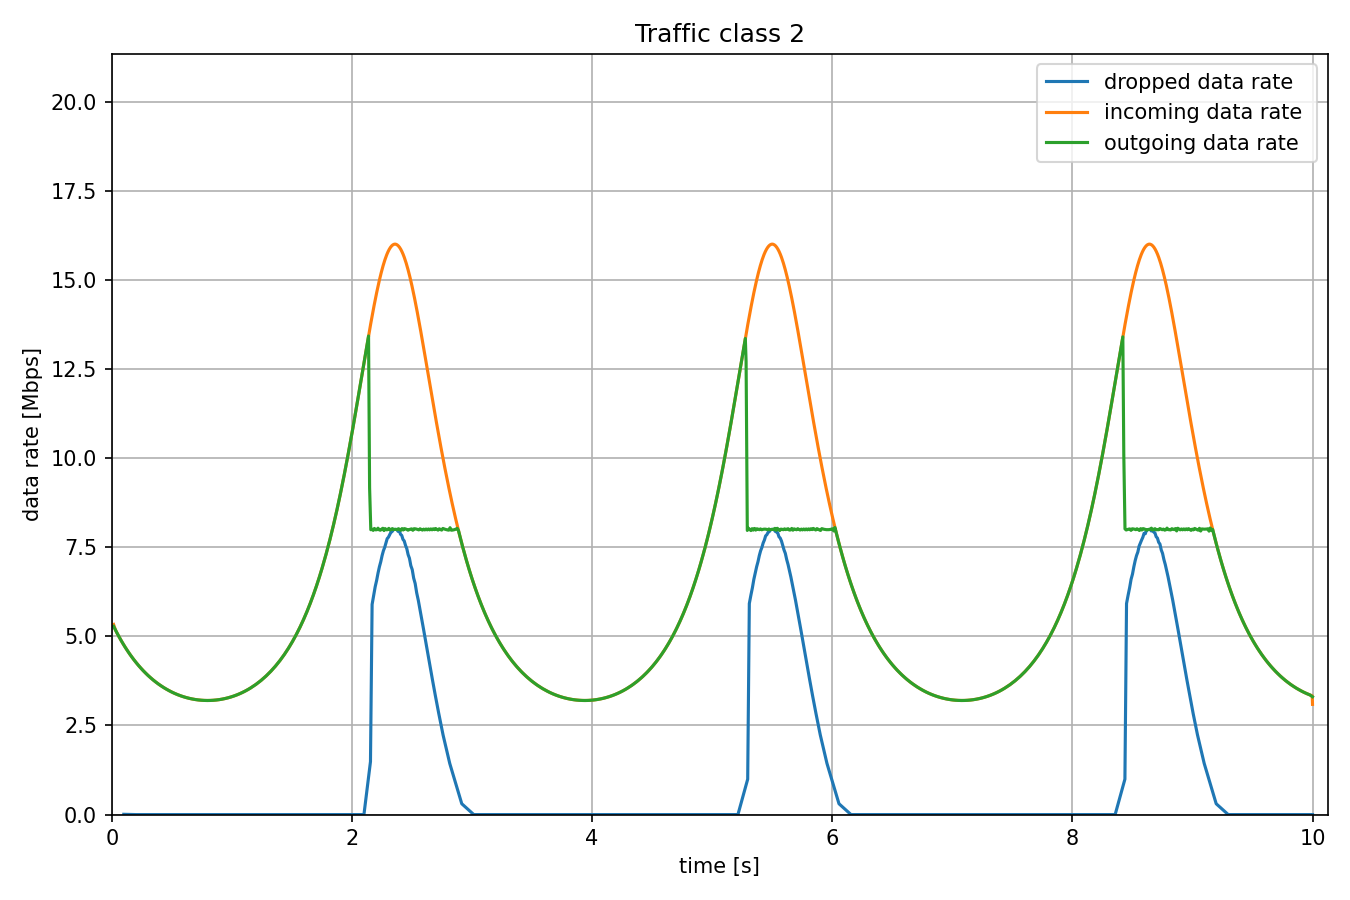 Traffic class 2
dropped data rate
incoming data rate
outgoing data rate
data rate [Mbps]
20.0
17.5
15.0
12.5
10.0
7.5
5.0
2.5
0.0
0 2 4 6 8 10
time [s]